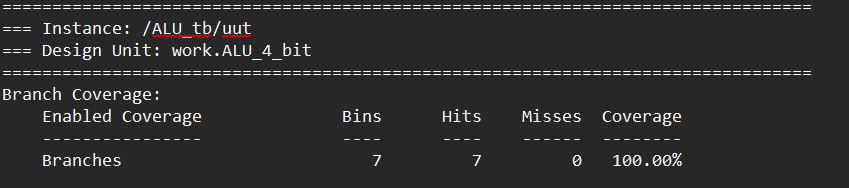 =================================================================================
=== Instance: /ALU_tb/uut
=== Design Unit: work.ALU_4_bit
=================================================================================
Branch Coverage:
    Enabled Coverage              Bins      Hits    Misses  Coverage
    ----------------              ----      ----    ------  --------
    Branches                         7         7         0   100.00%